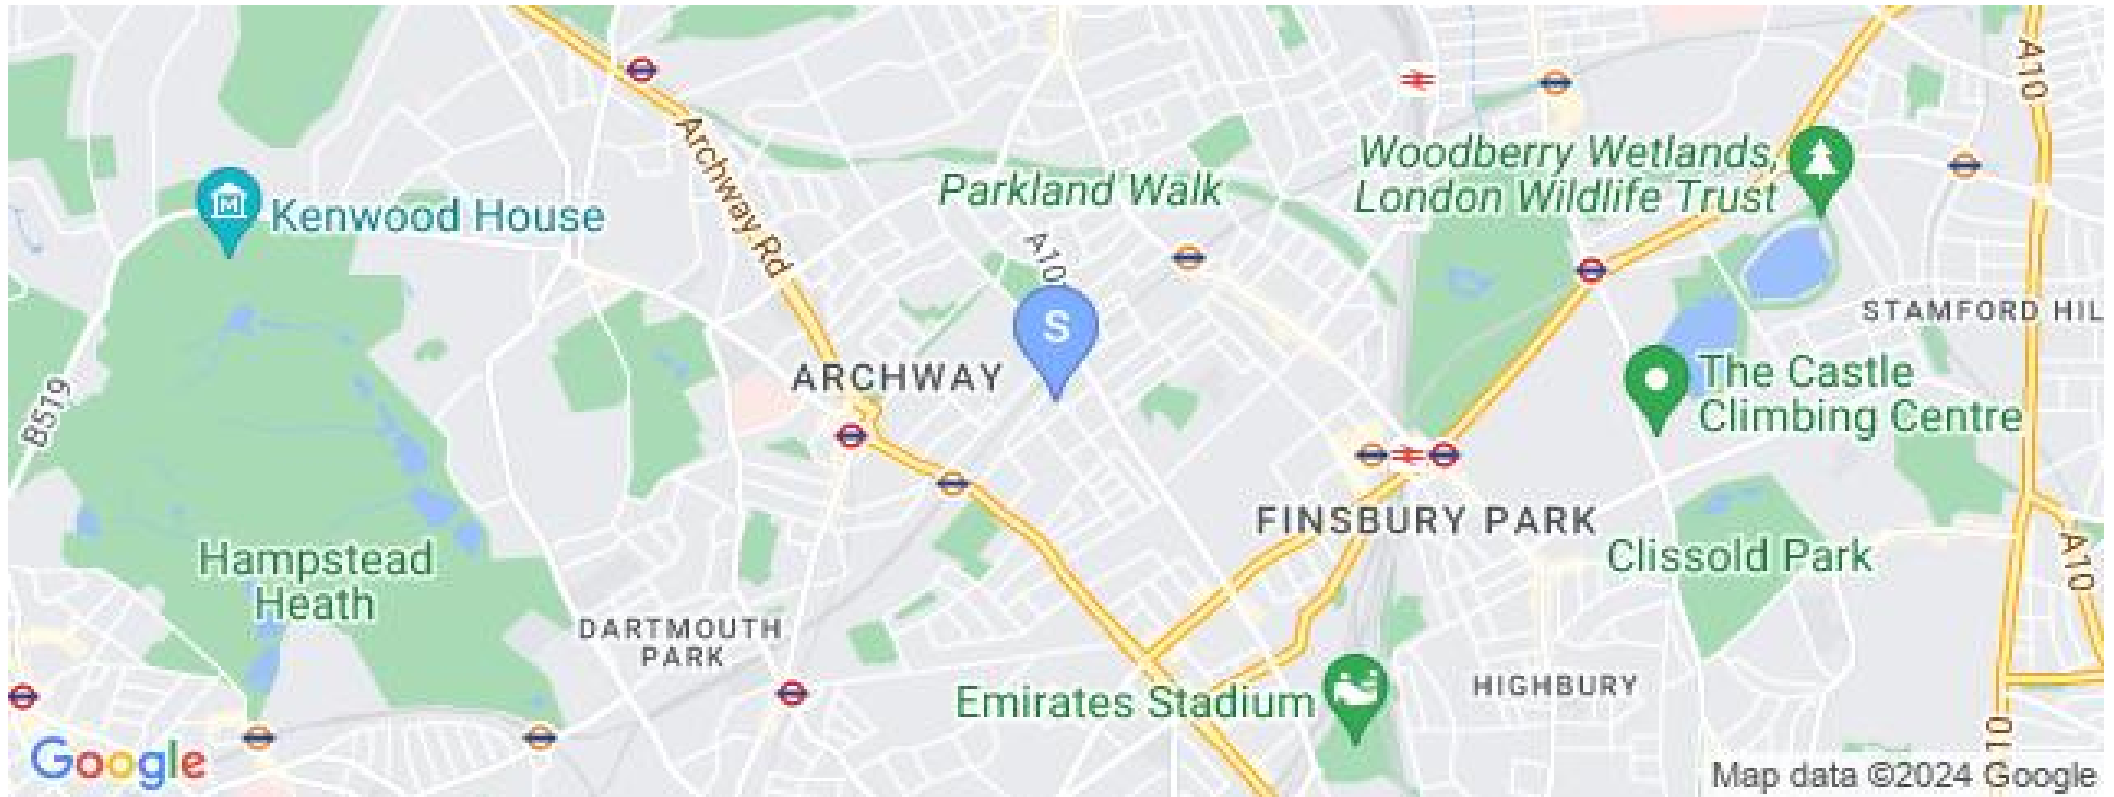 A10
Archway Rd
Woodberry Wetlands,
London Wildlife Trust
Parkland Walk
Kenwood House
A10
S
STAMFORD HIL
ARCHWAY
The Castle
Climbing Centre
B519
FINSBURY PARK
Hampstead
Heath
Clissold Park
A10
DARTMOUTH
PARK
HIGHBURY
Emirates Stadium
10
Google
Map data ©2024 Google